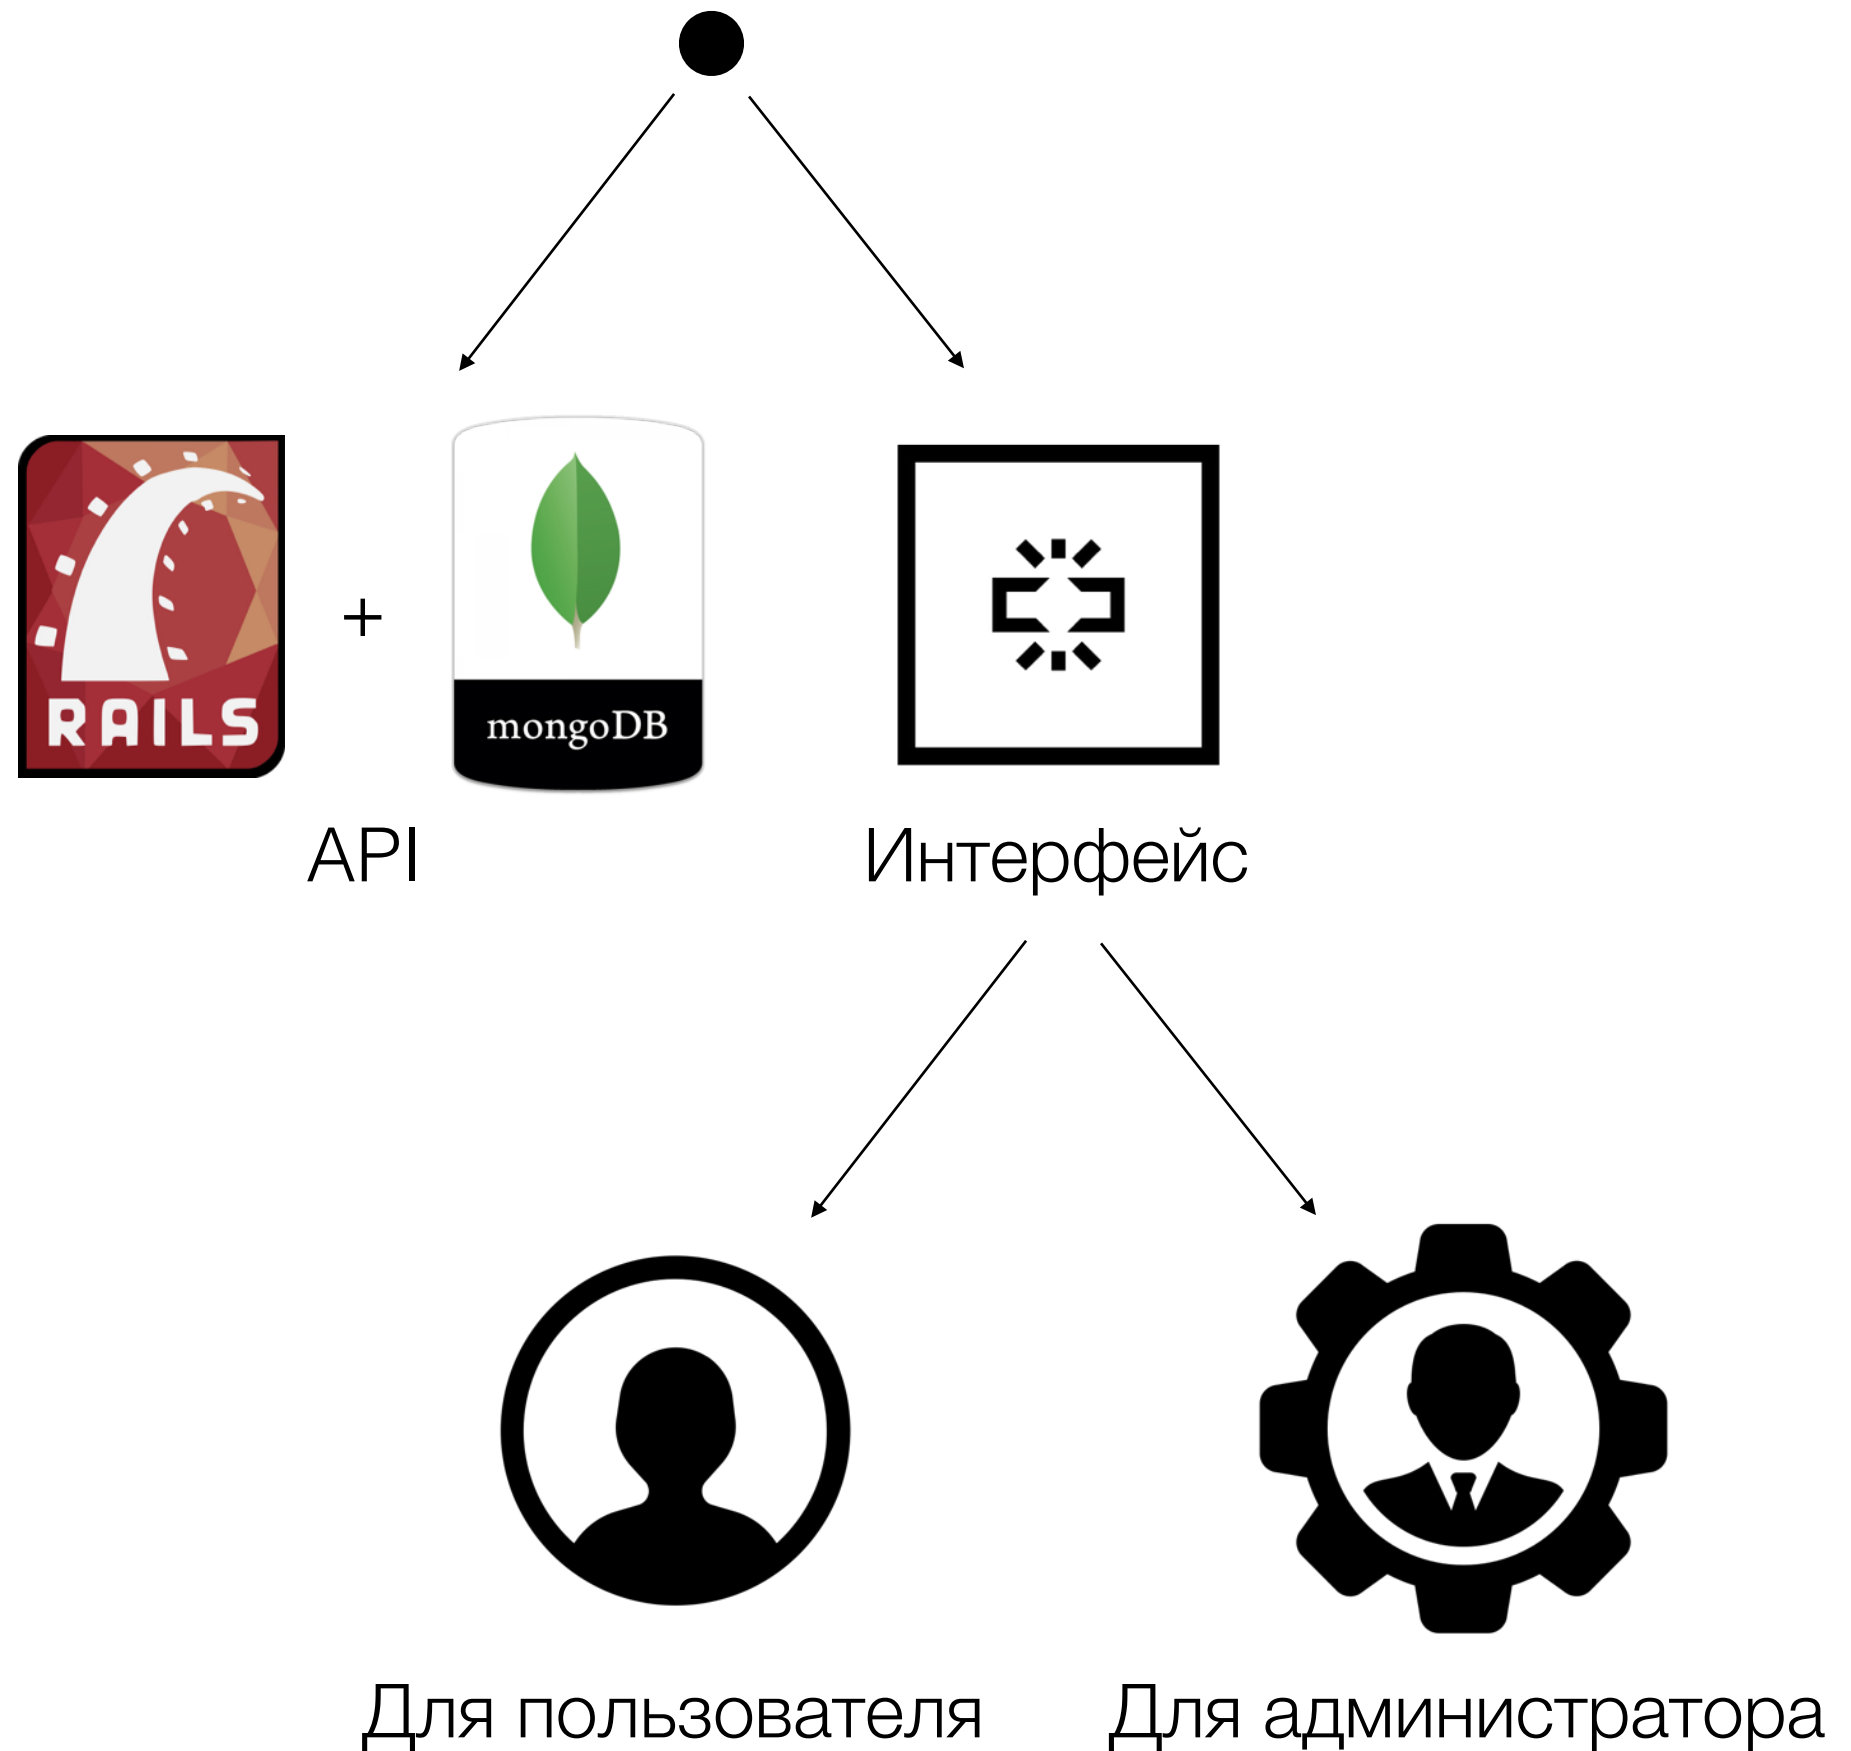 RAILS
+
mongoDB
API
Интерфейс
Для пользователя
Для администратора